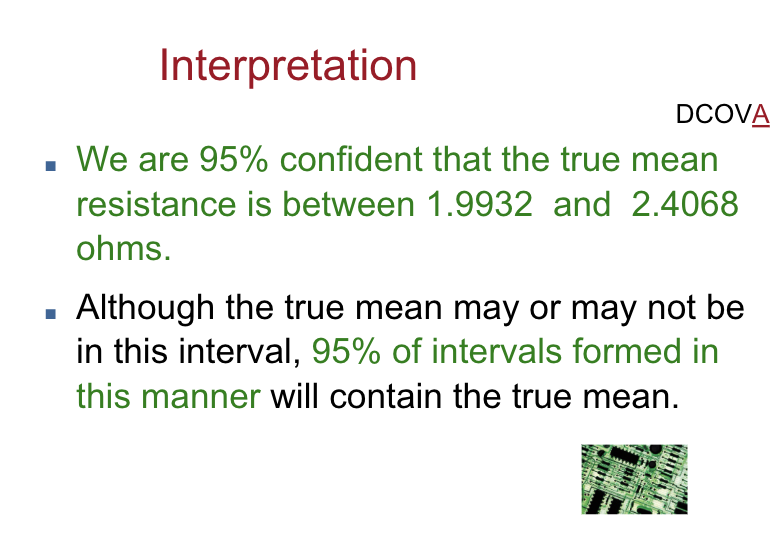 Interpretation
DCOVA
We are 95% confident that the true mean
resistance is between 1.9932  and  2.4068
ohms.
Although the true mean may or may not be
in this interval, 95% of intervals formed in
this manner will contain the true mean.